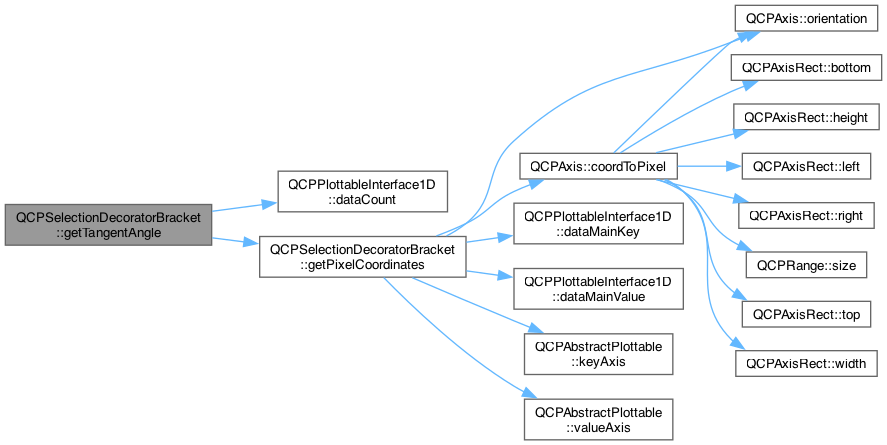 QCPSelectionDecoratorBracket
::getTangentAngle
QCPPlottableInterface1D
::dataCount
QCPSelectionDecoratorBracket
::getPixelCoordinates
QCPAxis::coordToPixel
QCPPlottableInterface1D
::dataMainKey
QCPPlottableInterface1D
::dataMainValue
QCPAbstractPlottable
::keyAxis
QCPAbstractPlottable
::valueAxis
QCPAxis::orientation
QCPAxisRect::bottom
QCPAxisRect::height
QCPAxisRect::left
QCPAxisRect::right
QCPRange::size
QCPAxisRect::top
QCPAxisRect::width